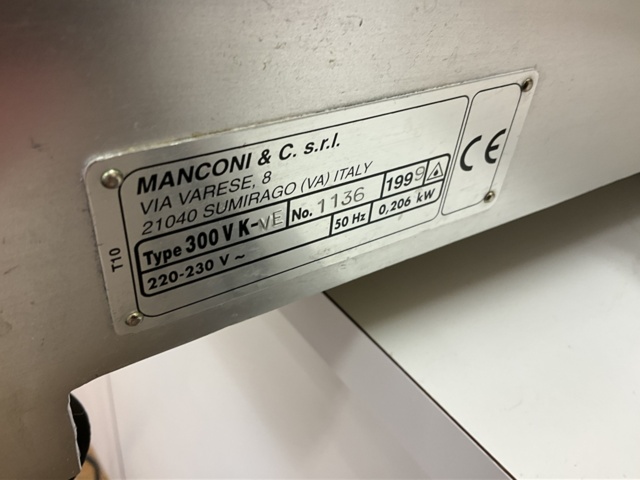 MANCONI & C. s.r.l.
VIA VARESE, 8
21040 SUMIRAGO (VA) ITALY
Type 300 V K-VE No. 1136 1999
220-230 V ~ 50 Hz 0,206 kW
CE
T10